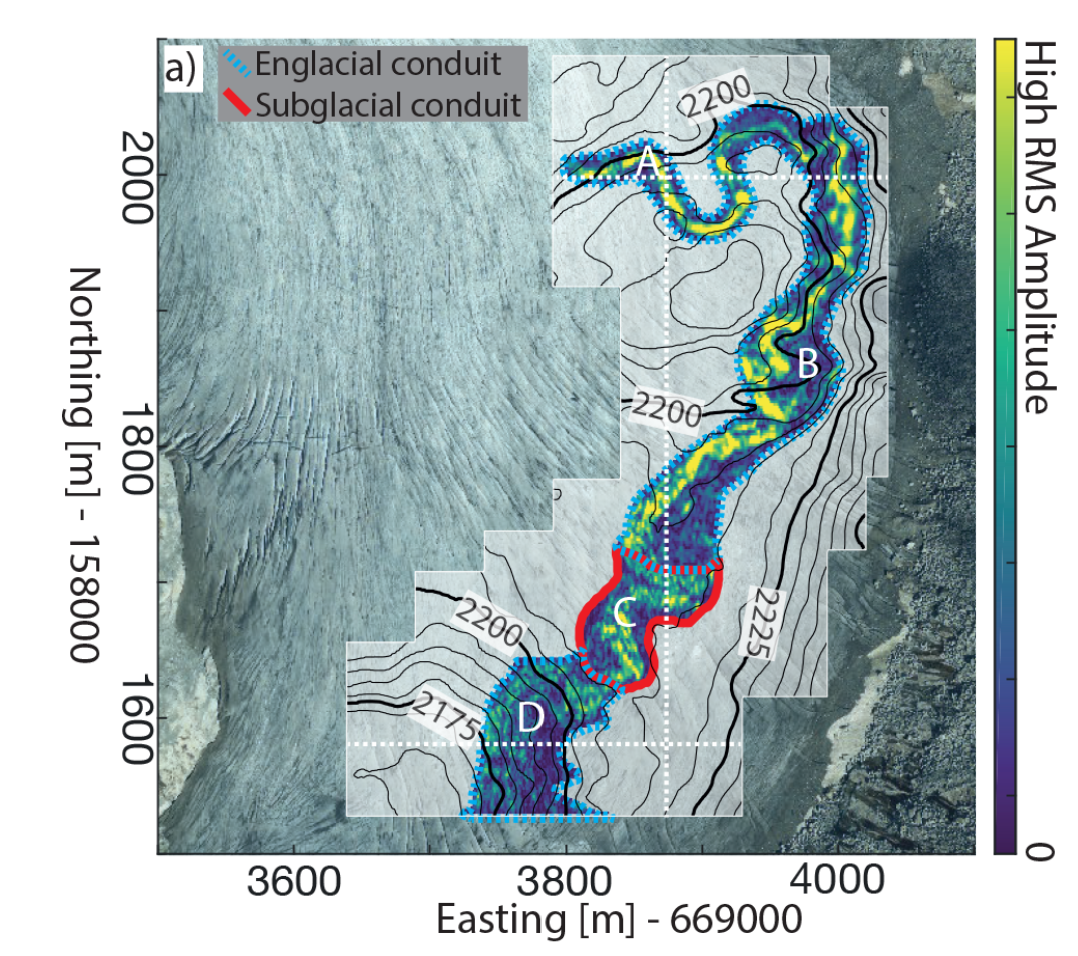 a)
Englacial conduit
Subglacial conduit
2200
A
B
2200
C
2225
2200
2175
D
2000
1800
1600
Northing [m] - 158000
3600
3800
4000
Easting [m] - 669000
High RMS Amplitude
0